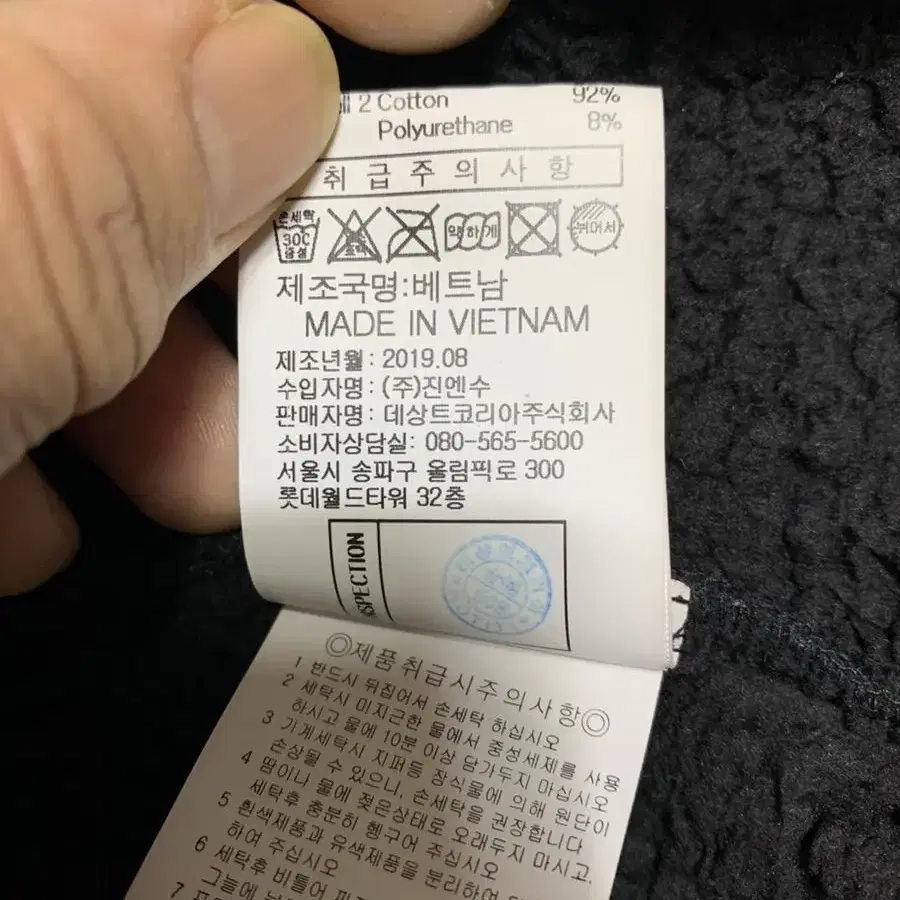 2 Cotton 92%
Polyurethane 8%
취급주의사항
손세탁
30C
중성
약하게
뉘어서
제조국명:베트남
MADE IN VIETNAM
제조년월: 2019.08
수입자명: (주)진엔수
판매자명: 데상트코리아주식회사
소비자상담실: 080-565-5600
서울시 송파구 올림픽로 300
롯데월드타워 32층
SPECTION
◎제품취급시주의사항◎
1 반드시 뒤집어서 손세탁 하십시오
2 세탁시 미지근한 물에서 중성세제를 사용
하시고 물에 10분 이상 담가두지 마십시오
3 기계세탁시 지퍼등 장식물에 의해 원단이
손상될 수 있으니, 손세탁을 권장합니다
4 땀이나 물에 젖은상태로 오래두지 마시고,
세탁후 충분히 헹구어 주십시오
5 흰색제품과 유색제품을 분리하여
하여 주십시오
6 세탁후 비틀어
그늘에
7